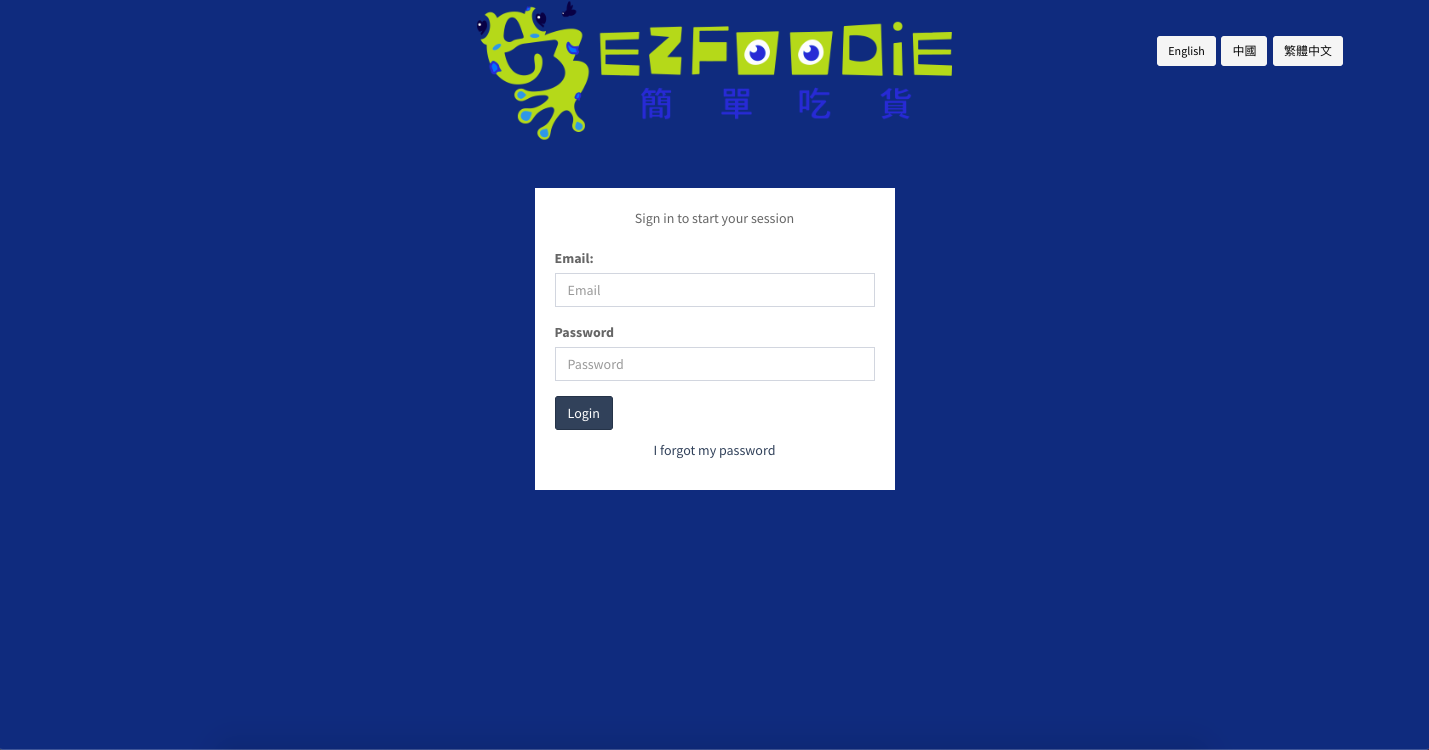 EZFOODiE
簡單吃貨
English
中國
繁體中文
Sign in to start your session
Email:
Email
Password
Password
Login
I forgot my password